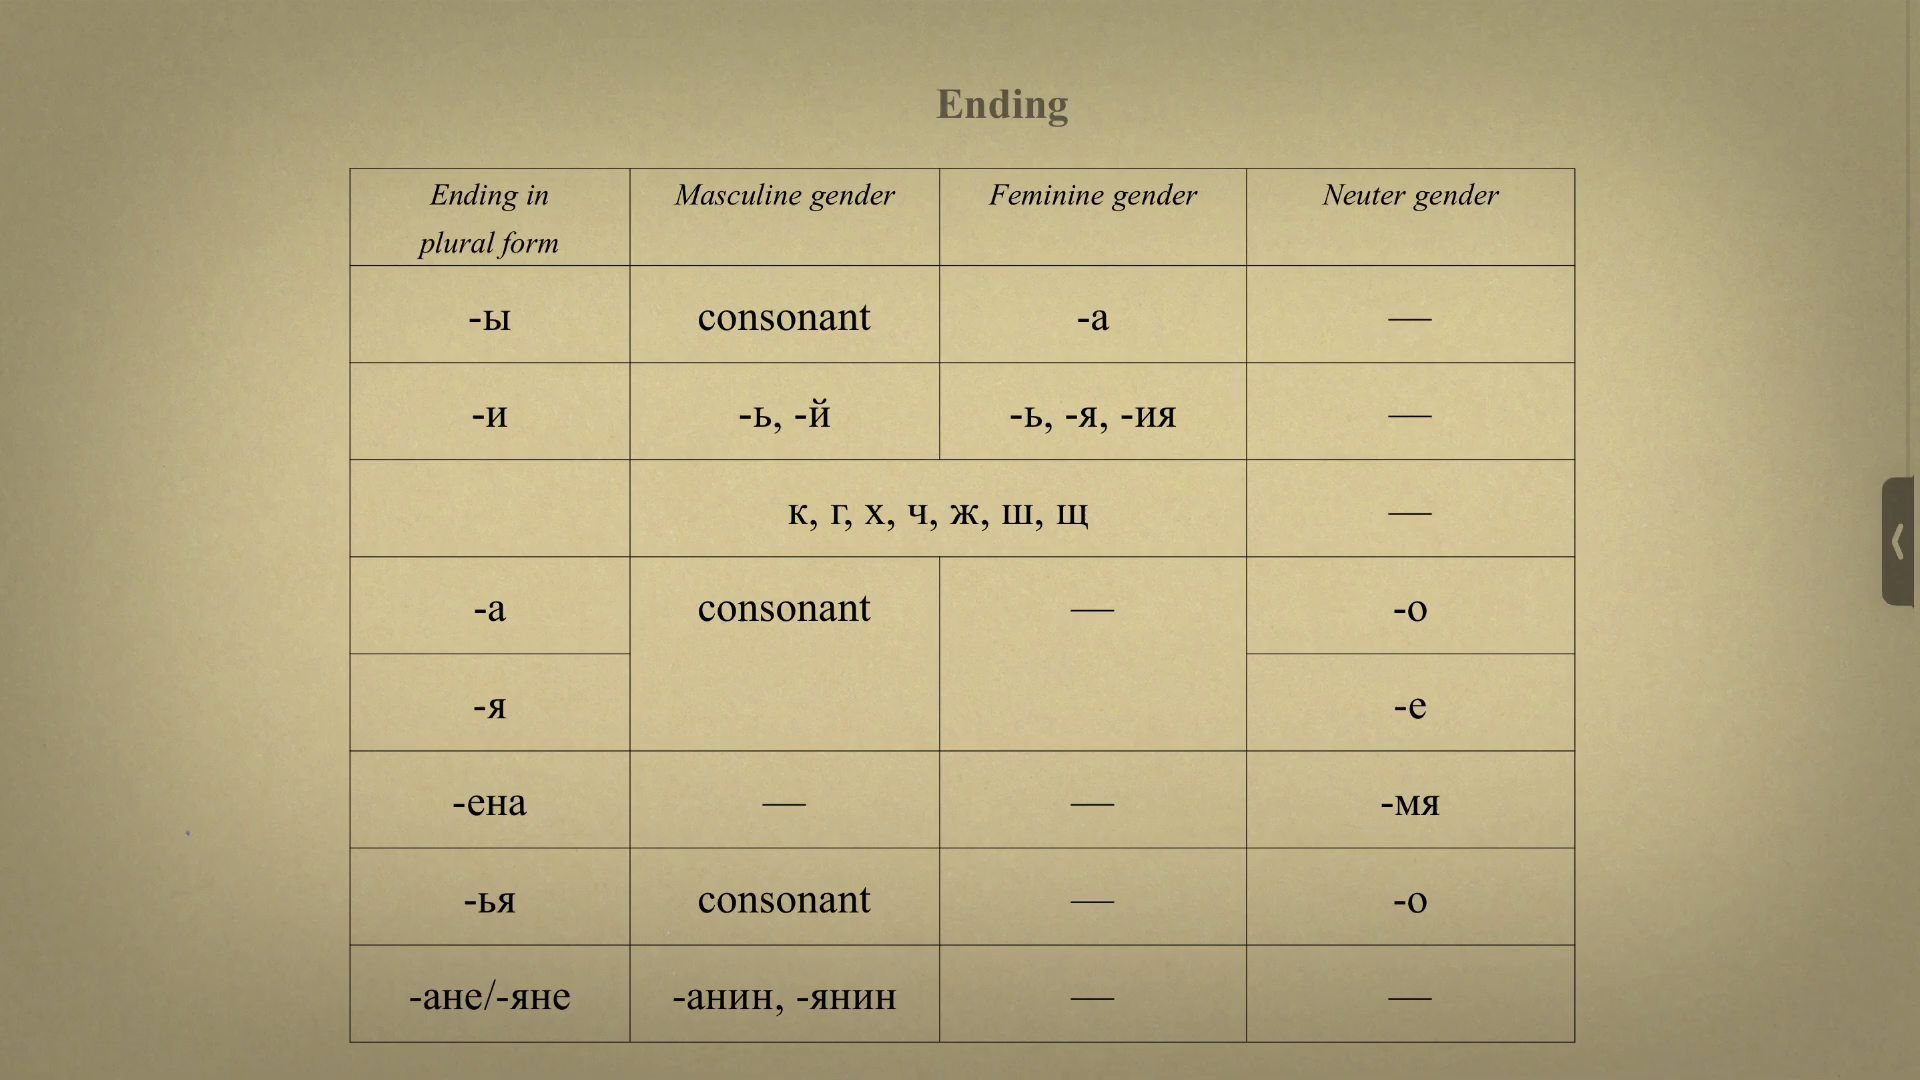 Ending
Ending in plural form Masculine gender Feminine gender Neuter gender
-ы consonant -а —
-и -ь, -й -ь, -я, -ия —
к, г, х, ч, ж, ш, щ —
-а consonant — -о
-я -е
-ена — — -мя
-ья consonant — -о
-ане/-яне -анин, -янин — —